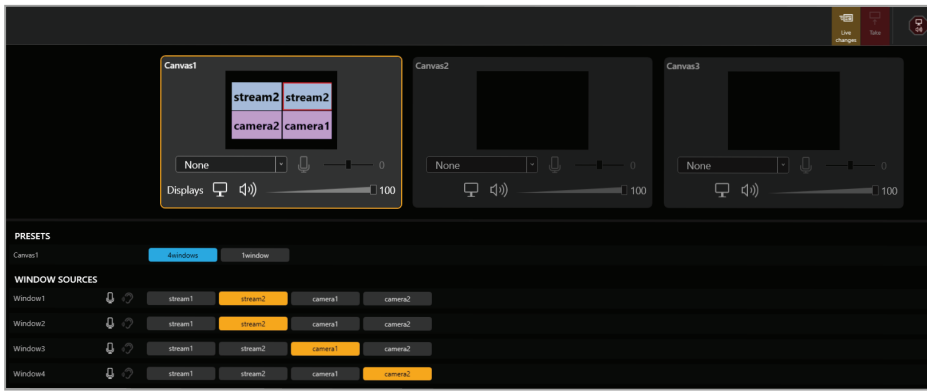 Live changes
Take
Canvas1
Canvas2
Canvas3
stream2 stream2
camera2 camera1
None 0
None 0
None 0
Displays 100
100
100
PRESETS
Canvas1 4windows 1window
WINDOW SOURCES
Window1 stream1 stream2 camera1 camera2
Window2 stream1 stream2 camera1 camera2
Window3 stream1 stream2 camera1 camera2
Window4 stream1 stream2 camera1 camera2